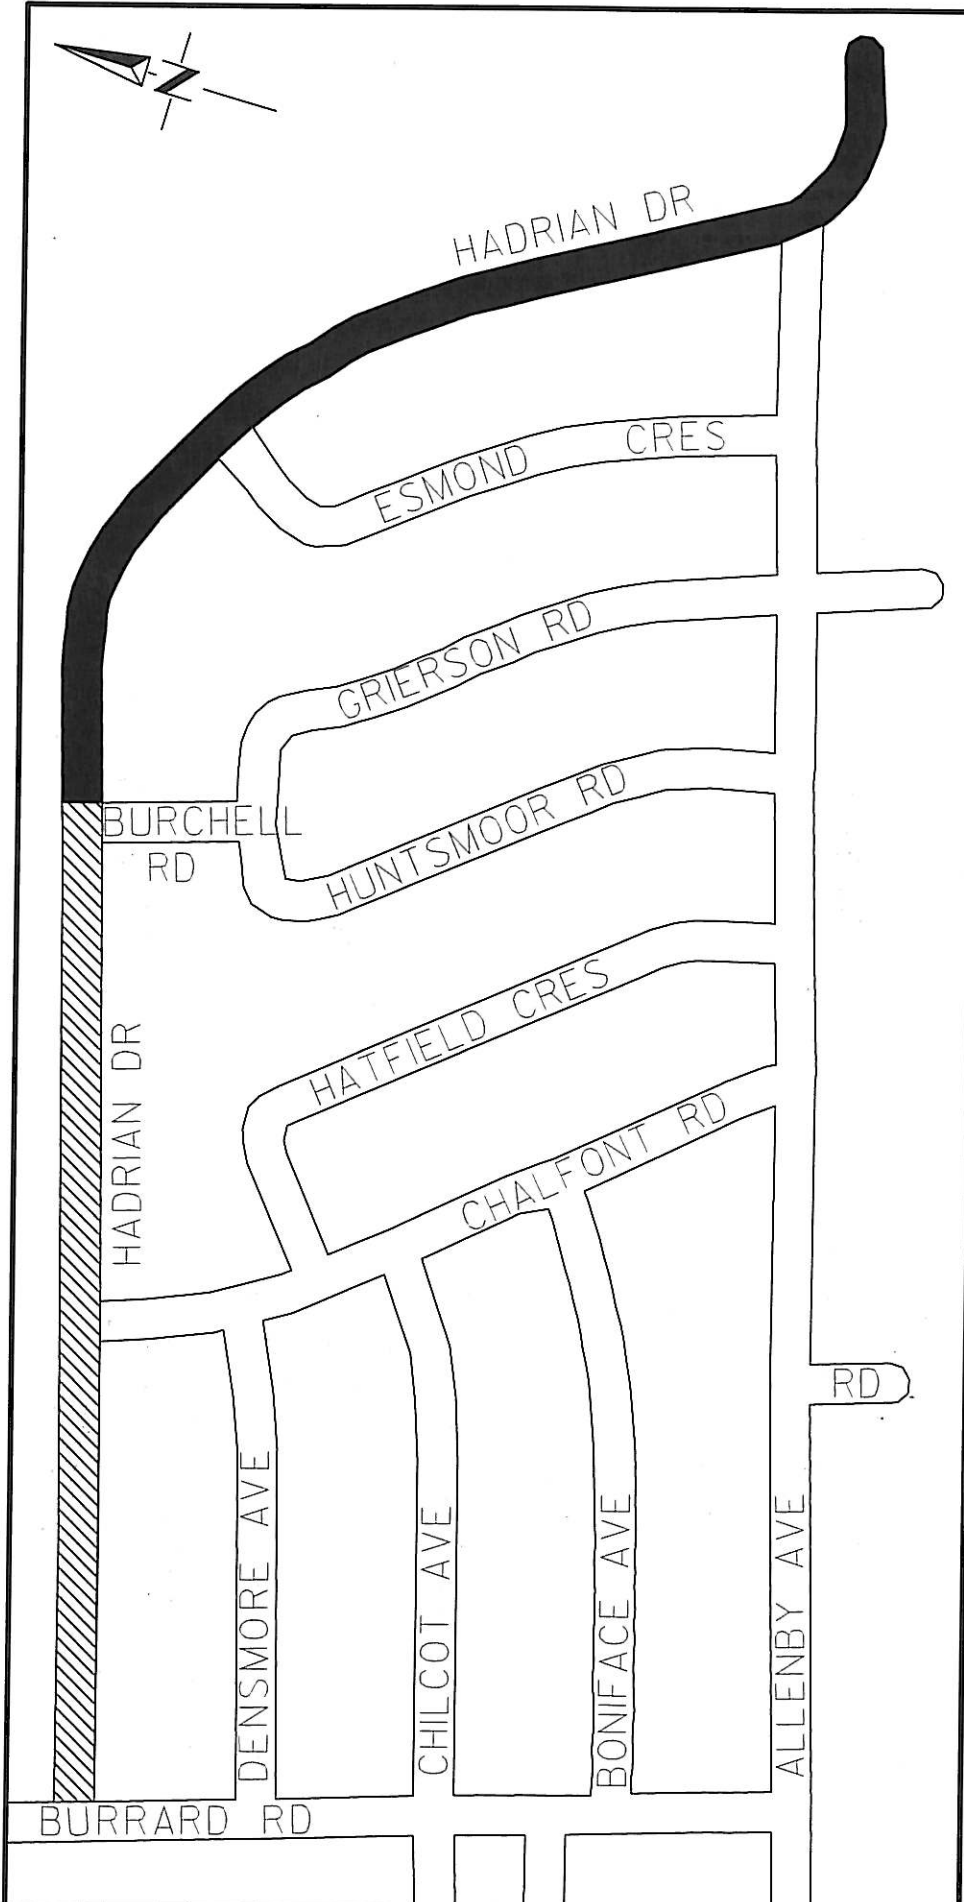 N
HADRIAN DR
ESMOND CRES
GRIERSON RD
BURCHELL
RD
HUNTSMOOR RD
HATFIELD CRES
HADRIAN DR
CHALFONT RD
RD
DENSMORE AVE
CHILCOT AVE
BONIFACE AVE
ALLENBY AVE
BURRARD RD